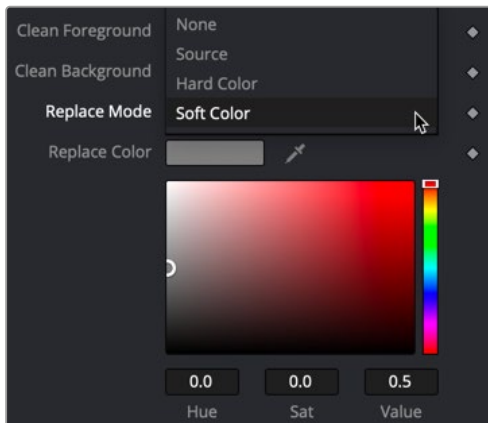 Clean Foreground
None
Source
Clean Background
Hard Color
Replace Mode
Soft Color
Replace Color
0.0 0.0 0.5
Hue Sat Value